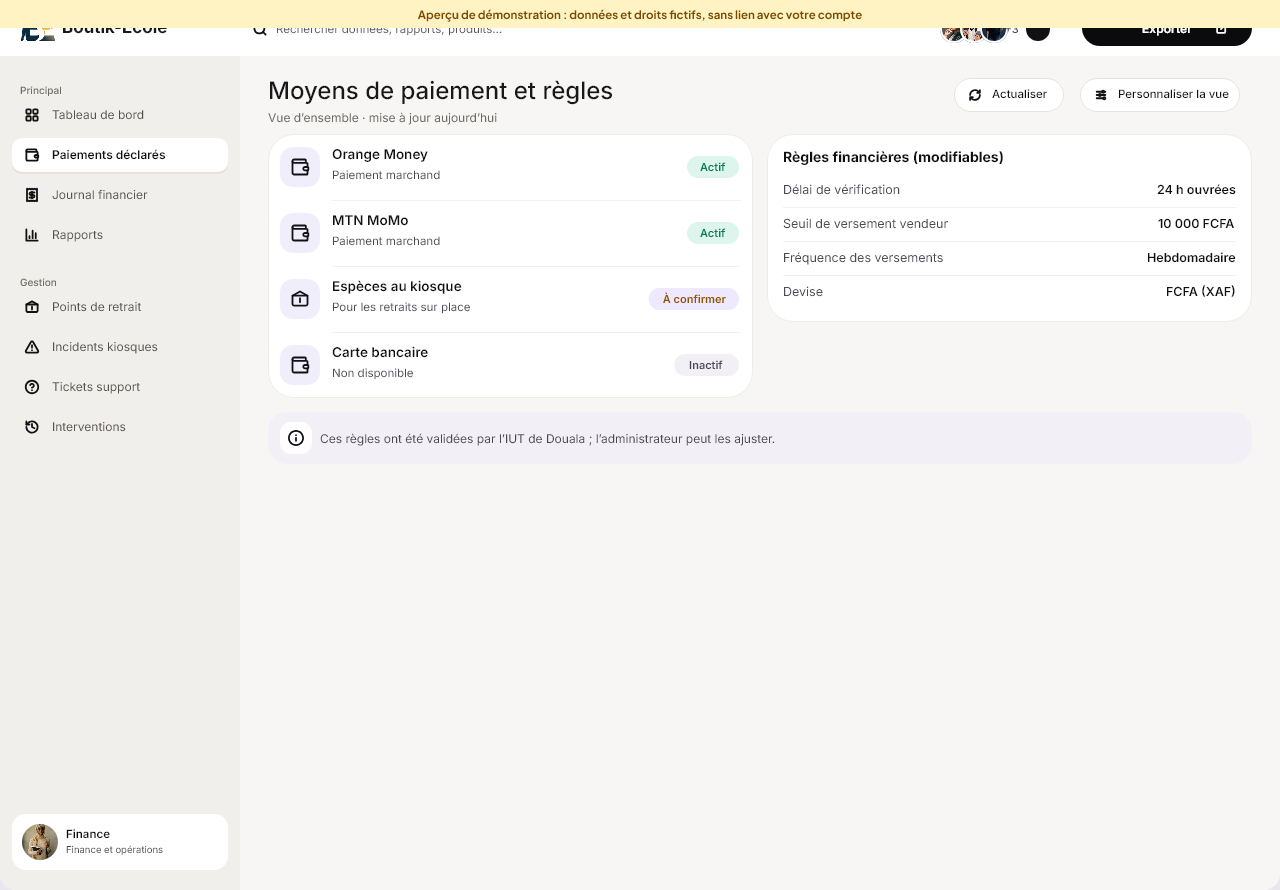 Aperçu de démonstration : données et droits fictifs, sans lien avec votre compte
Boutik-École
Rechercher données, rapports, produits...
+3
Exporter
Principal
Tableau de bord
Paiements déclarés
Journal financier
Rapports
Gestion
Points de retrait
Incidents kiosques
Tickets support
Interventions
Finance
Finance et opérations
Moyens de paiement et règles
Vue d’ensemble · mise à jour aujourd’hui
Actualiser
Personnaliser la vue
Orange Money
Paiement marchand
Actif
MTN MoMo
Paiement marchand
Actif
Espèces au kiosque
Pour les retraits sur place
À confirmer
Carte bancaire
Non disponible
Inactif
Règles financières (modifiables)
Délai de vérification
24 h ouvrées
Seuil de versement vendeur
10 000 FCFA
Fréquence des versements
Hebdomadaire
Devise
FCFA (XAF)
Ces règles ont été validées par l’IUT de Douala ; l’administrateur peut les ajuster.